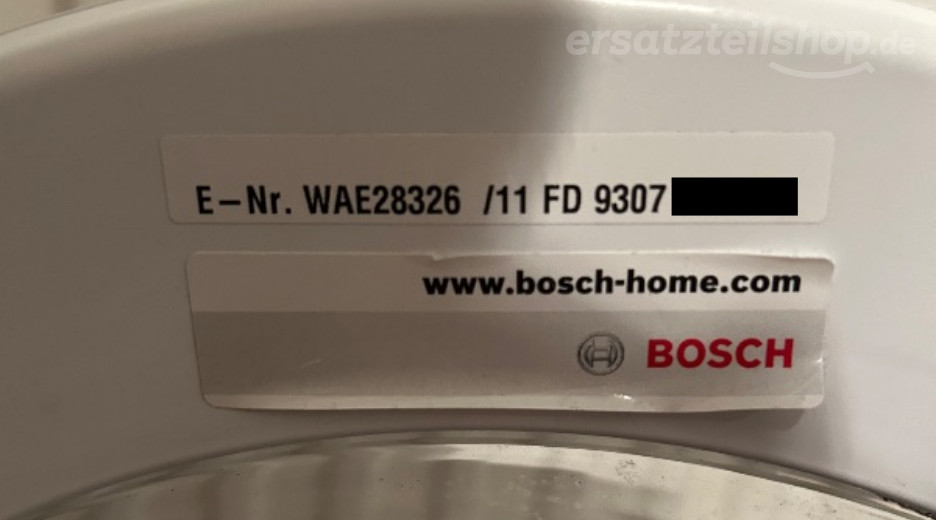 ersatzteilshop.de
E-Nr. WAE28326 /11 FD 9307
www.bosch-home.com
BOSCH